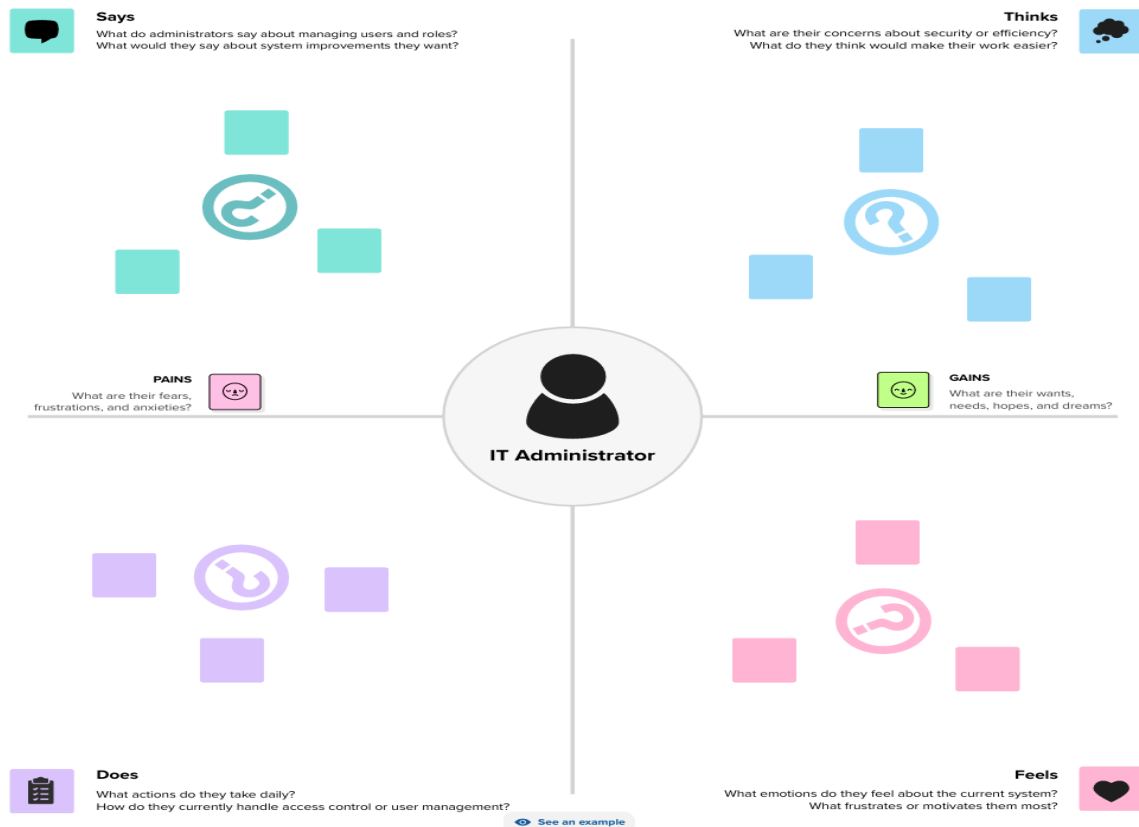 Says
What do administrators say about managing users and roles?
What would they say about system improvements they want?
Thinks
What are their concerns about security or efficiency?
What do they think would make their work easier?
PAINS
What are their fears,
frustrations, and anxieties?
GAINS
What are their wants,
needs, hopes, and dreams?
IT Administrator
Does
What actions do they take daily?
How do they currently handle access control or user management?
Feels
What emotions do they feel about the current system?
What frustrates or motivates them most?
See an example